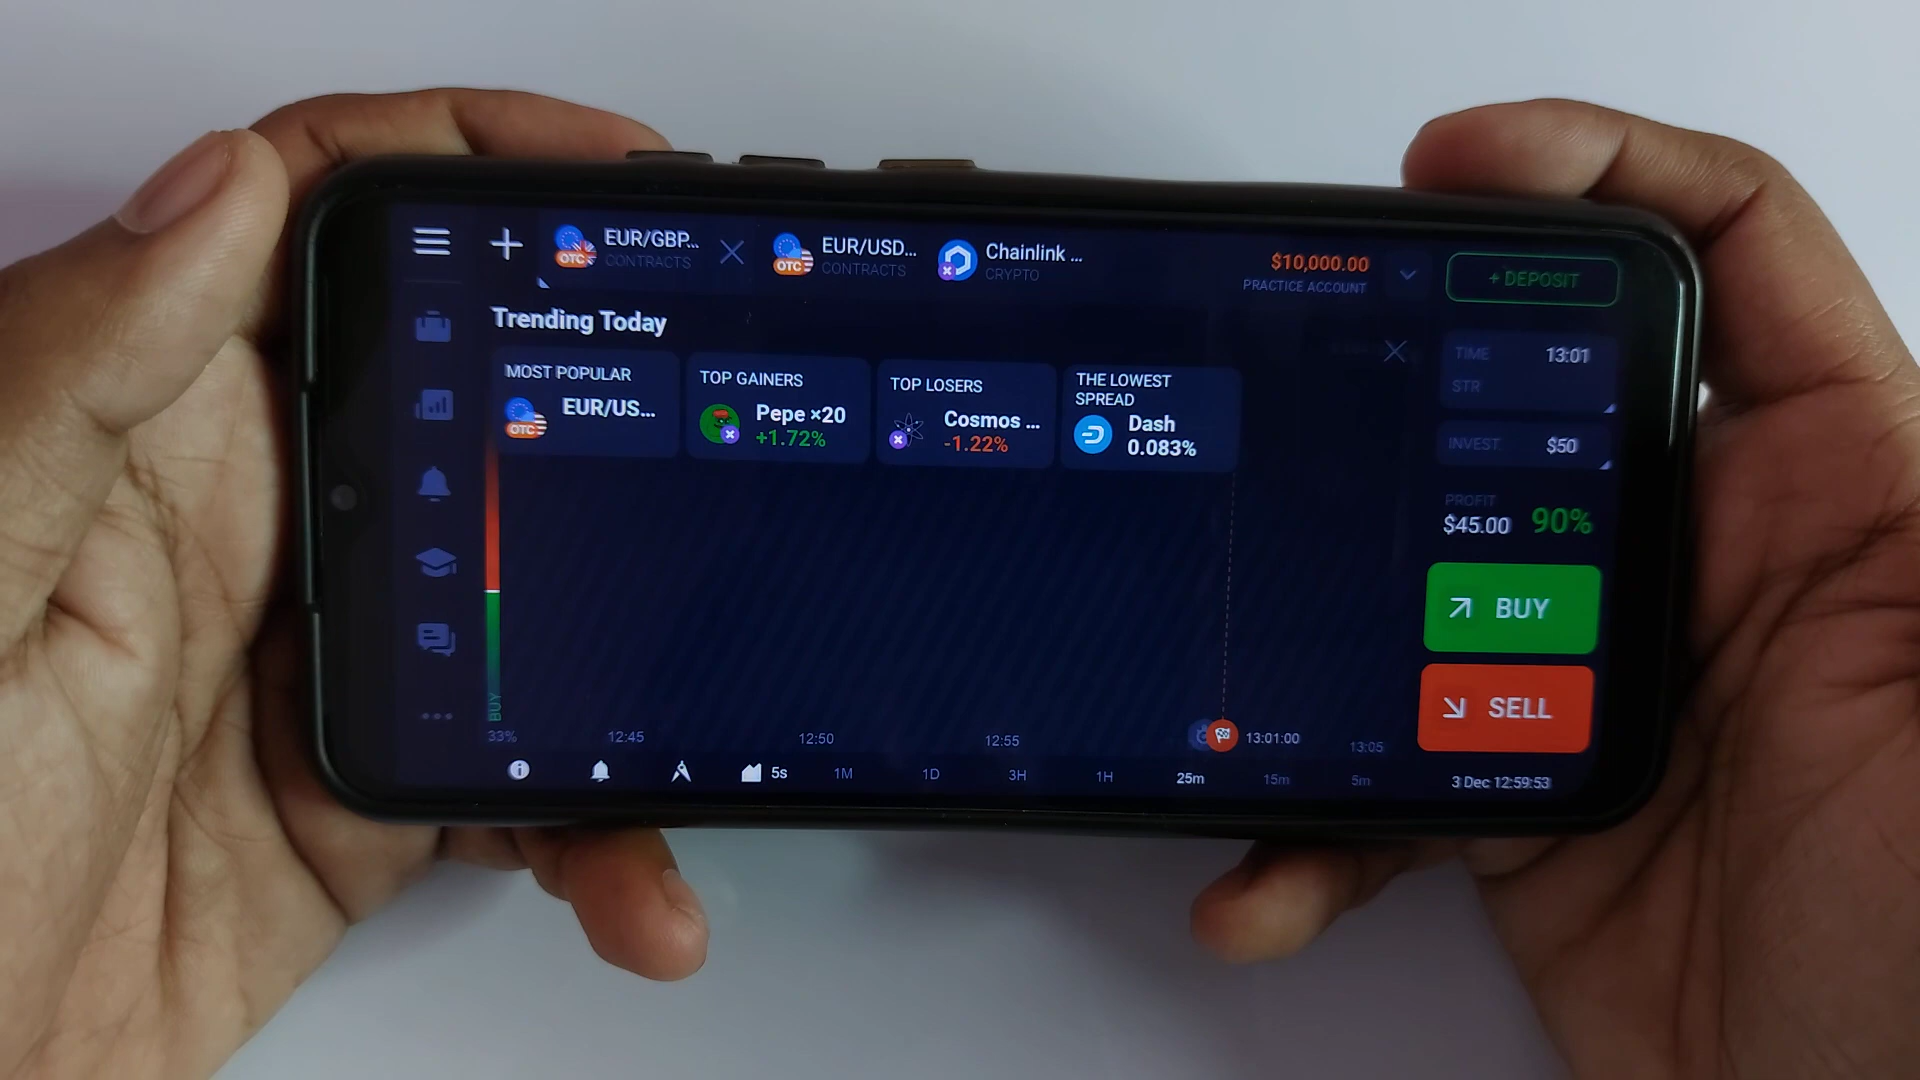 EUR/GBP...
CONTRACTS
EUR/USD...
CONTRACTS
Chainlink ...
CRYPTO
$10,000.00
PRACTICE ACCOUNT
+ DEPOSIT
Trending Today
MOST POPULAR
OTC
EUR/US...
TOP GAINERS
Pepe ×20
+1.72%
TOP LOSERS
Cosmos ...
-1.22%
THE LOWEST
SPREAD
Dash
0.083%
TIME 13:01
STR
INVEST $50
PROFIT
$45.00 90%
BUY
SELL
BUY
33%
12:45
12:50
12:55
13:01:00
13:05
5s
1M
1D
3H
1H
25m
15m
5m
3 Dec 12:59:53
OTC
OTC